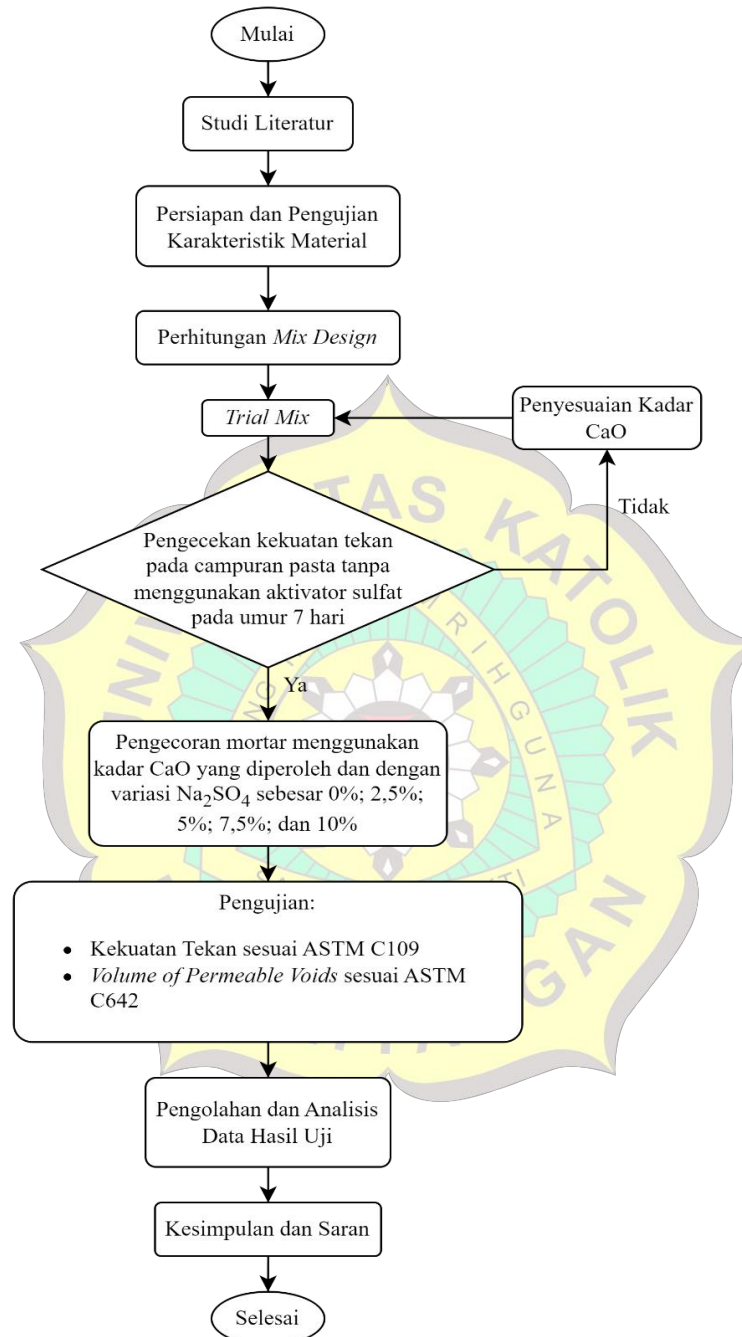 Mulai
Studi Literatur
Persiapan dan Pengujian
Karakteristik Material
Perhitungan Mix Design
Trial Mix
Penyesuaian Kadar
CaO
Tidak
Pengecekan kekuatan tekan
pada campuran pasta tanpa
menggunakan aktivator sulfat
pada umur 7 hari
Ya
Pengecoran mortar menggunakan
kadar CaO yang diperoleh dan dengan
variasi Na₂SO₄ sebesar 0%; 2,5%;
5%; 7,5%; dan 10%
Pengujian:
• Kekuatan Tekan sesuai ASTM C109
• Volume of Permeable Voids sesuai ASTM
C642
Pengolahan dan Analisis
Data Hasil Uji
Kesimpulan dan Saran
Selesai
KATOLIK